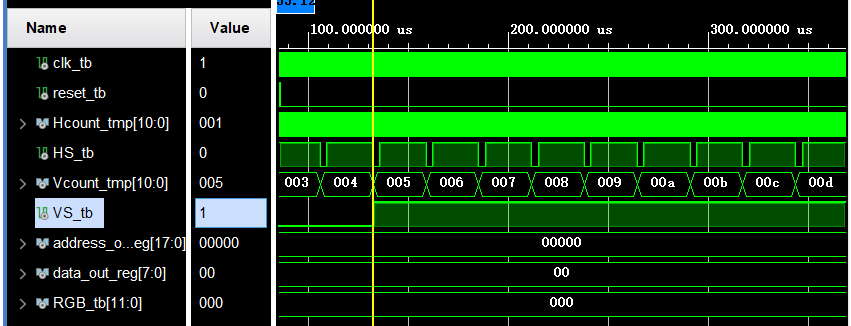 Name Value
100.000000 us 200.000000 us 300.000000 us
clk_tb 1
reset_tb 0
Hcount_tmp[10:0] 001
HS_tb 0
Vcount_tmp[10:0] 005 003 004 005 006 007 008 009 00a 00b 00c 00d
VS_tb 1
address_o...eg[17:0] 00000 00000
data_out_reg[7:0] 00 00
RGB_tb[11:0] 000 000